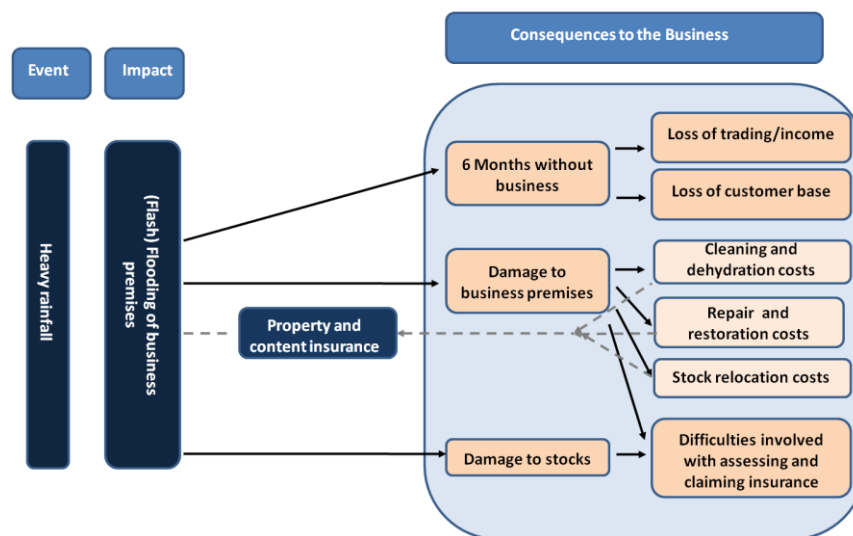 Consequences to the Business
Event
Impact
Heavy rainfall
(Flash) Flooding of business
premises
6 Months without
business
Loss of trading/income
Loss of customer base
Damage to
business premises
Cleaning and
dehydration costs
Property and
content insurance
Repair and
restoration costs
Stock relocation costs
Damage to stocks
Difficulties involved
with assessing and
claiming insurance